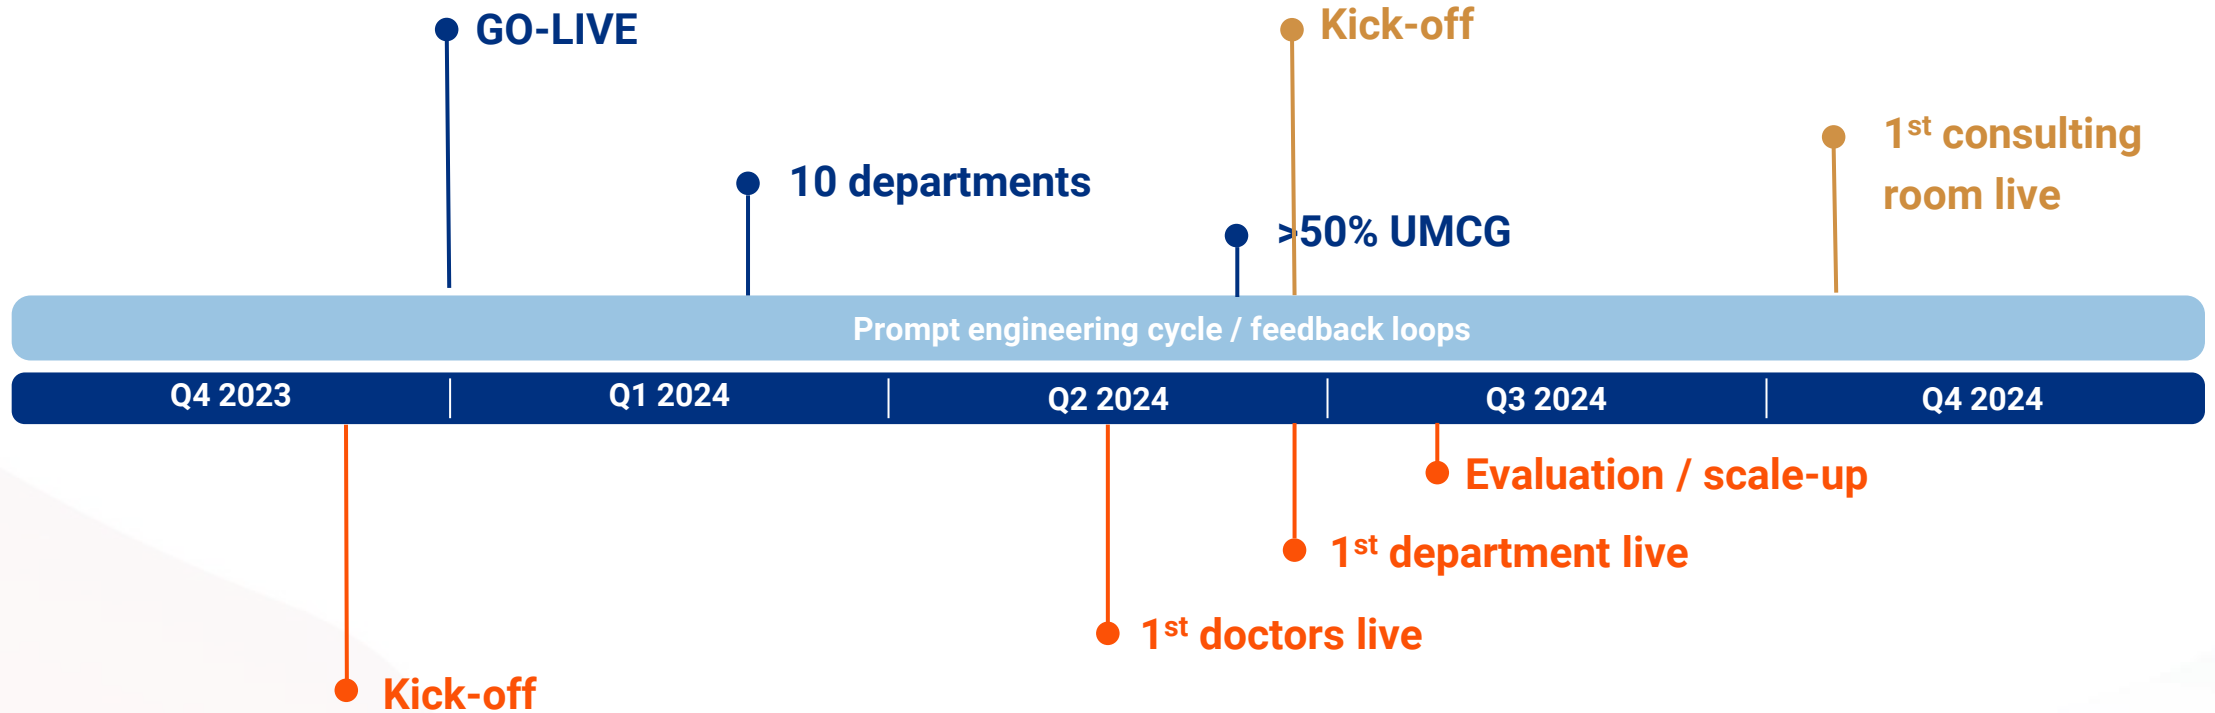 GO-LIVE
Kick-off
1st consulting
room live
10 departments
>50% UMCG
Prompt engineering cycle / feedback loops
Q4 2023
Q1 2024
Q2 2024
Q3 2024
Q4 2024
Evaluation / scale-up
1st department live
1st doctors live
Kick-off